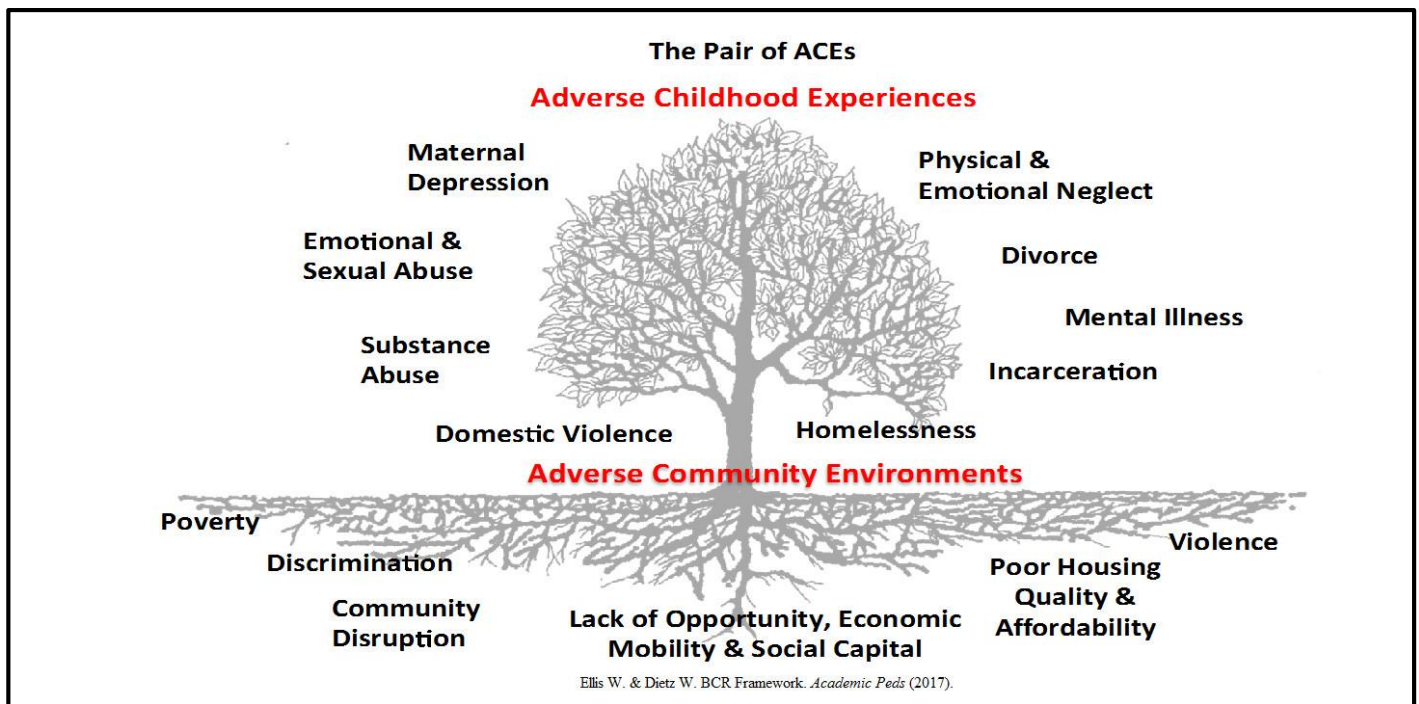 The Pair of ACEs
Adverse Childhood Experiences
Maternal
Depression
Physical &
Emotional Neglect
Emotional &
Sexual Abuse
Divorce
Mental Illness
Substance
Abuse
Incarceration
Domestic Violence
Homelessness
Adverse Community Environments
Poverty
Violence
Discrimination
Poor Housing
Quality &
Affordability
Community
Disruption
Lack of Opportunity, Economic
Mobility & Social Capital
Ellis W. & Dietz W. BCR Framework. Academic Peds (2017).